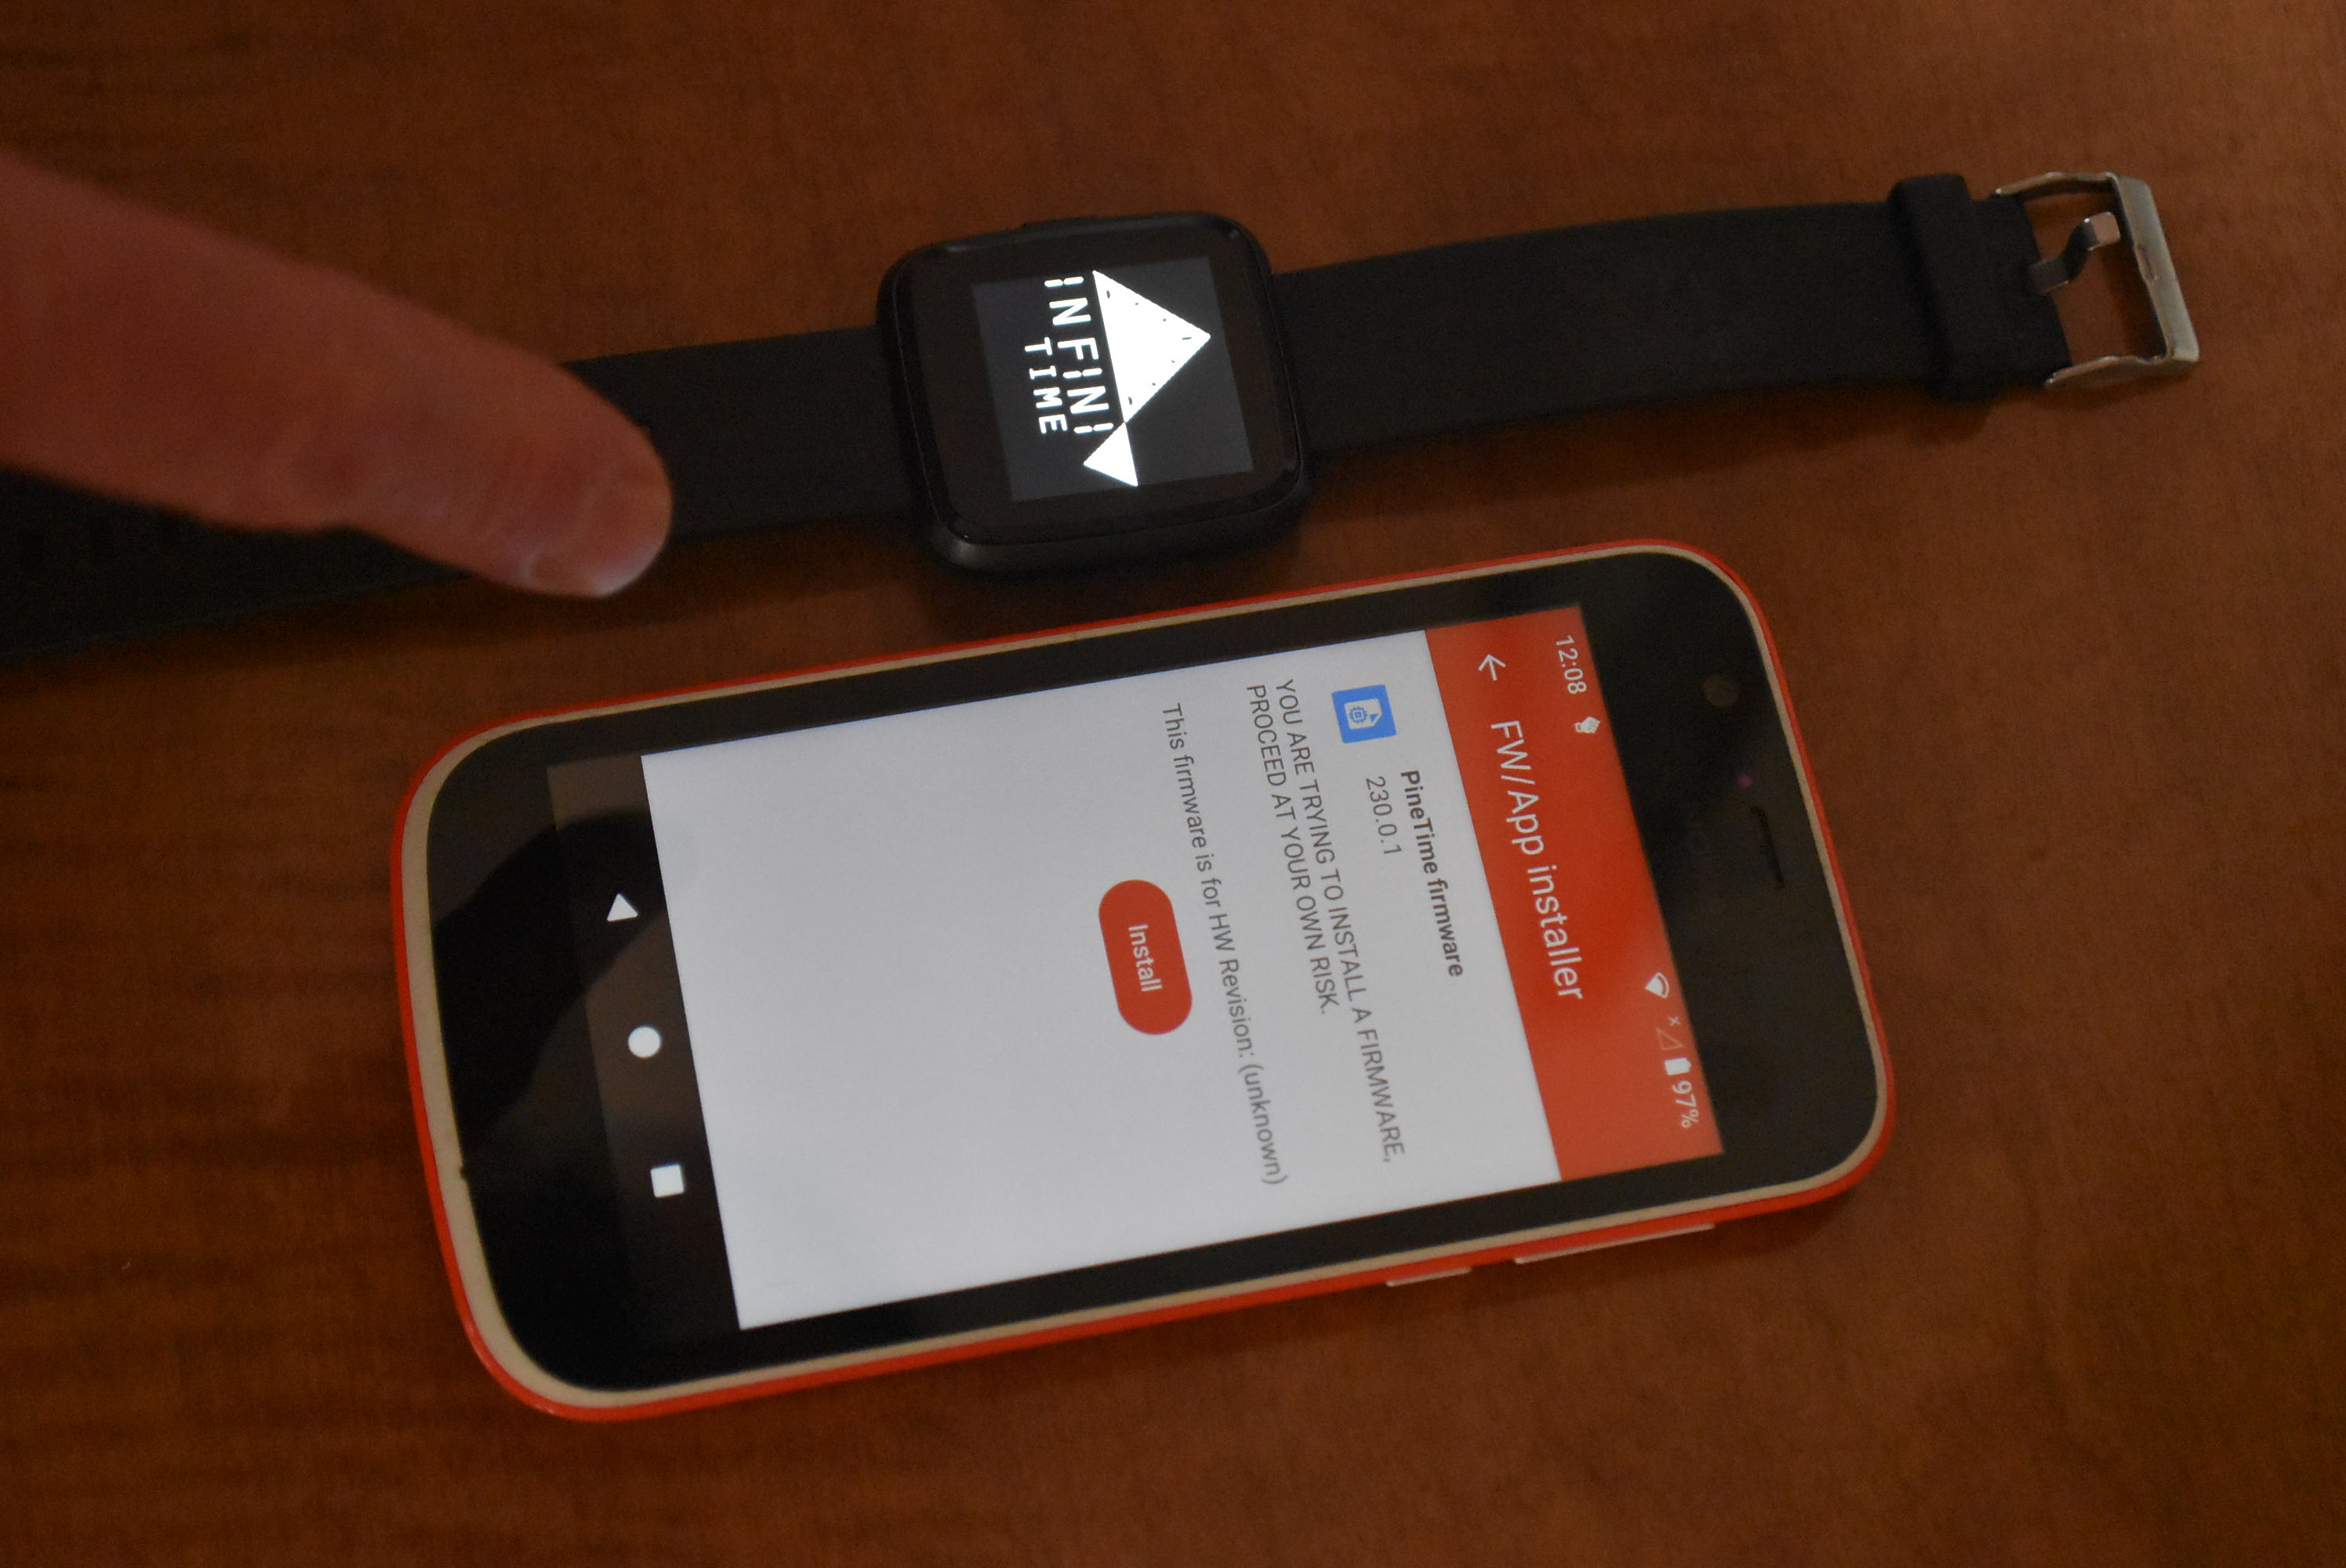 INFINI
TIME
12:08
97%
FW/App installer
PineTime firmware
230.0.1
YOU ARE TRYING TO INSTALL A FIRMWARE,
PROCEED AT YOUR OWN RISK.
This firmware is for HW Revision: (unknown)
Install